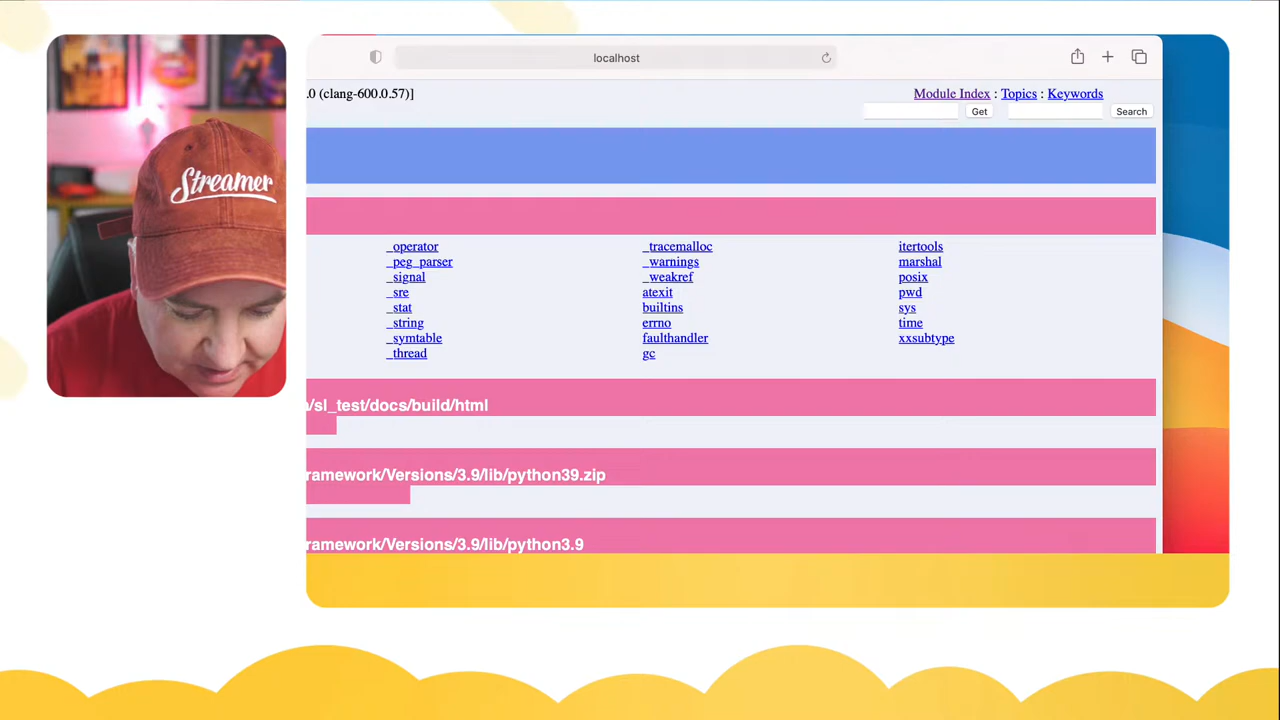 Streamer
localhost
.0 (clang-600.0.57)]
Module Index : Topics : Keywords
Get
Search
_operator
_peg_parser
_signal
_sre
_stat
_string
_symtable
_thread
_tracemalloc
_warnings
_weakref
atexit
builtins
errno
faulthandler
gc
itertools
marshal
posix
pwd
sys
time
xxsubtype
/sl_test/docs/build/html
ramework/Versions/3.9/lib/python39.zip
ramework/Versions/3.9/lib/python3.9